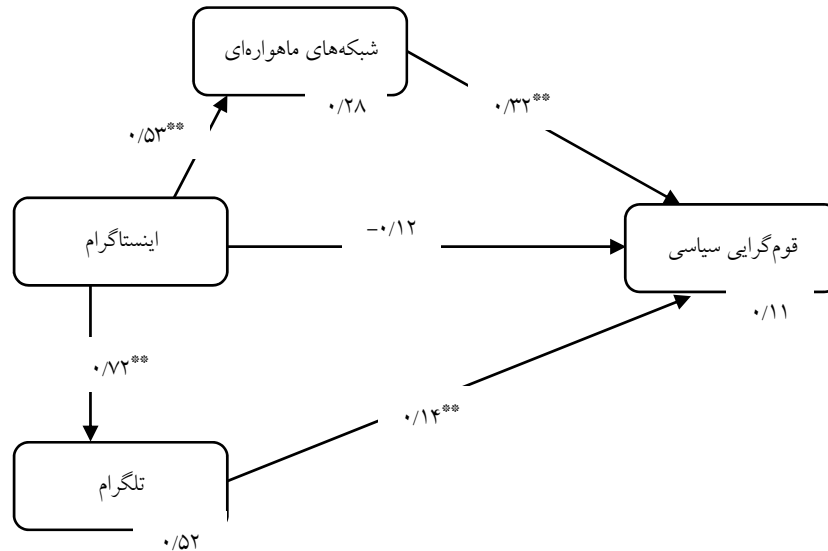 شبکه‌های ماهواره‌ای
۰/۲۸
۰/۳۲**
۰/۵۳**
اینستاگرام
-۰/۱۲
قوم‌گرایی سیاسی
۰/۱۱
۰/۷۲**
۰/۱۴**
تلگرام
۰/۵۲